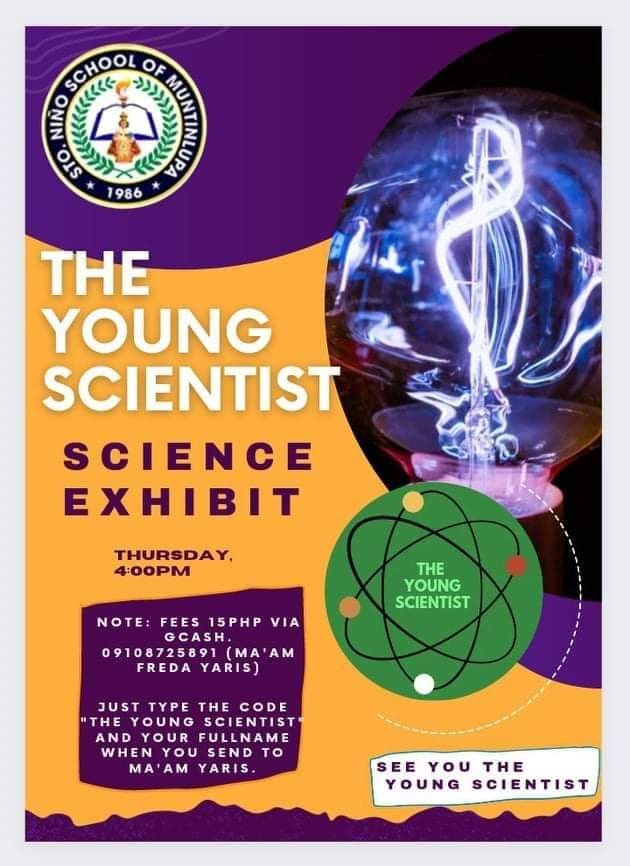 STO. NIÑO SCHOOL OF MUNTINLUPA
★ 1986 ★
THE
YOUNG
SCIENTIST
SCIENCE
EXHIBIT
THURSDAY,
4:00PM
NOTE: FEES 15PHP VIA
GCASH.
09108725891 (MA'AM
FREDA YARIS)
JUST TYPE THE CODE
"THE YOUNG SCIENTIST"
AND YOUR FULLNAME
WHEN YOU SEND TO
MA'AM YARIS.
THE
YOUNG
SCIENTIST
SEE YOU THE
YOUNG SCIENTIST